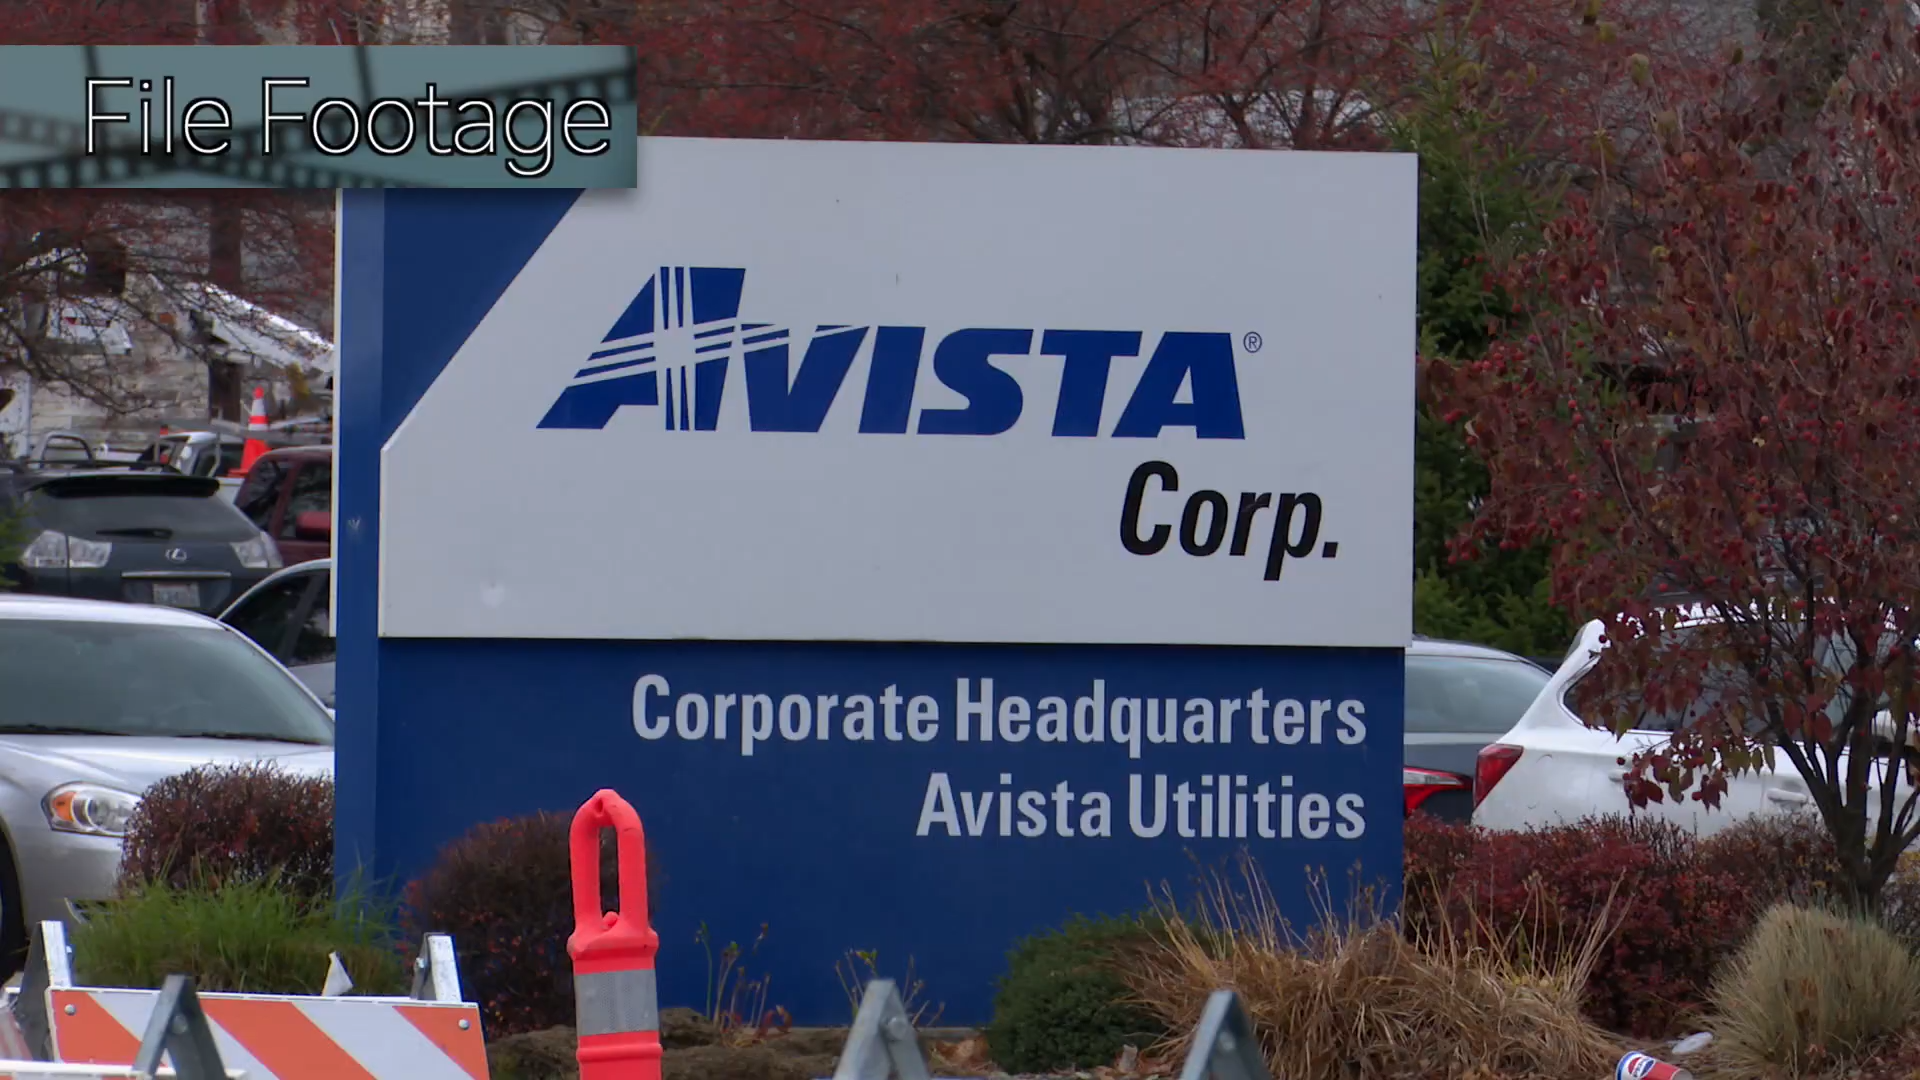 File Footage
AVISTA®
Corp.
Corporate Headquarters
Avista Utilities